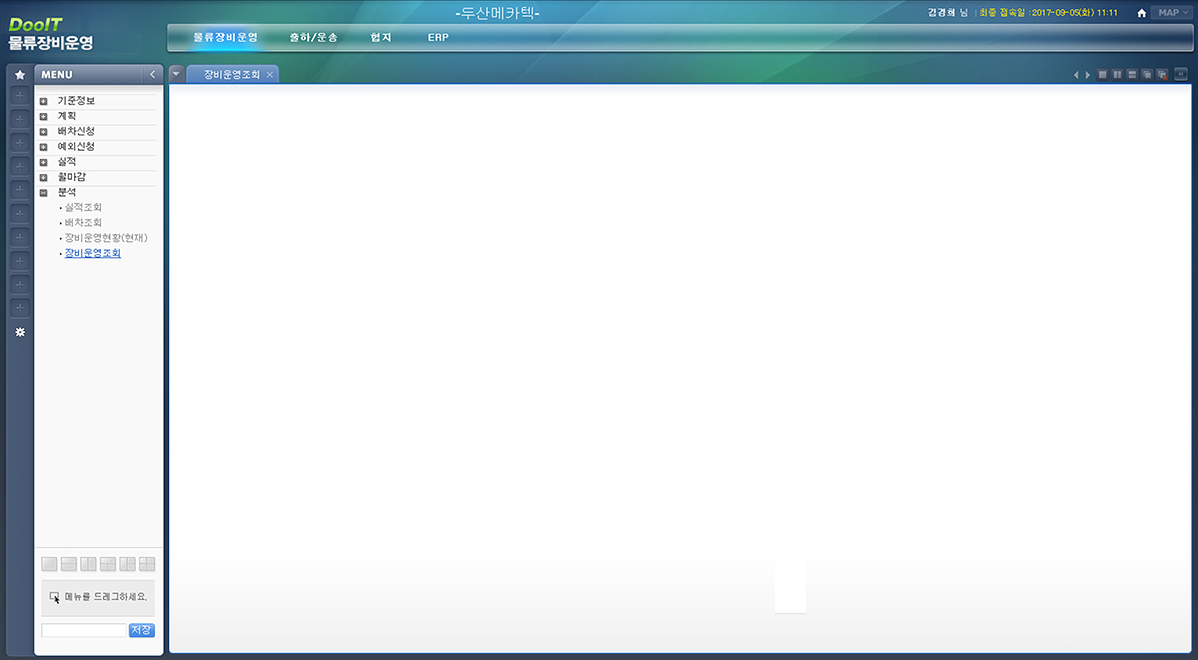 DooIT
물류장비운영
-두산메카텍-
김경희 님 | 최종 접속일 :2017-09-05(화) 11:11
MAP
물류장비운영 출하/운송 협지 ERP
MENU
장비운영조회
기준정보
계획
배차신청
예외신청
실적
월마감
분석
실적조회
배차조회
장비운영현황(현재)
장비운영조회
메뉴를 드레그하세요.
저장